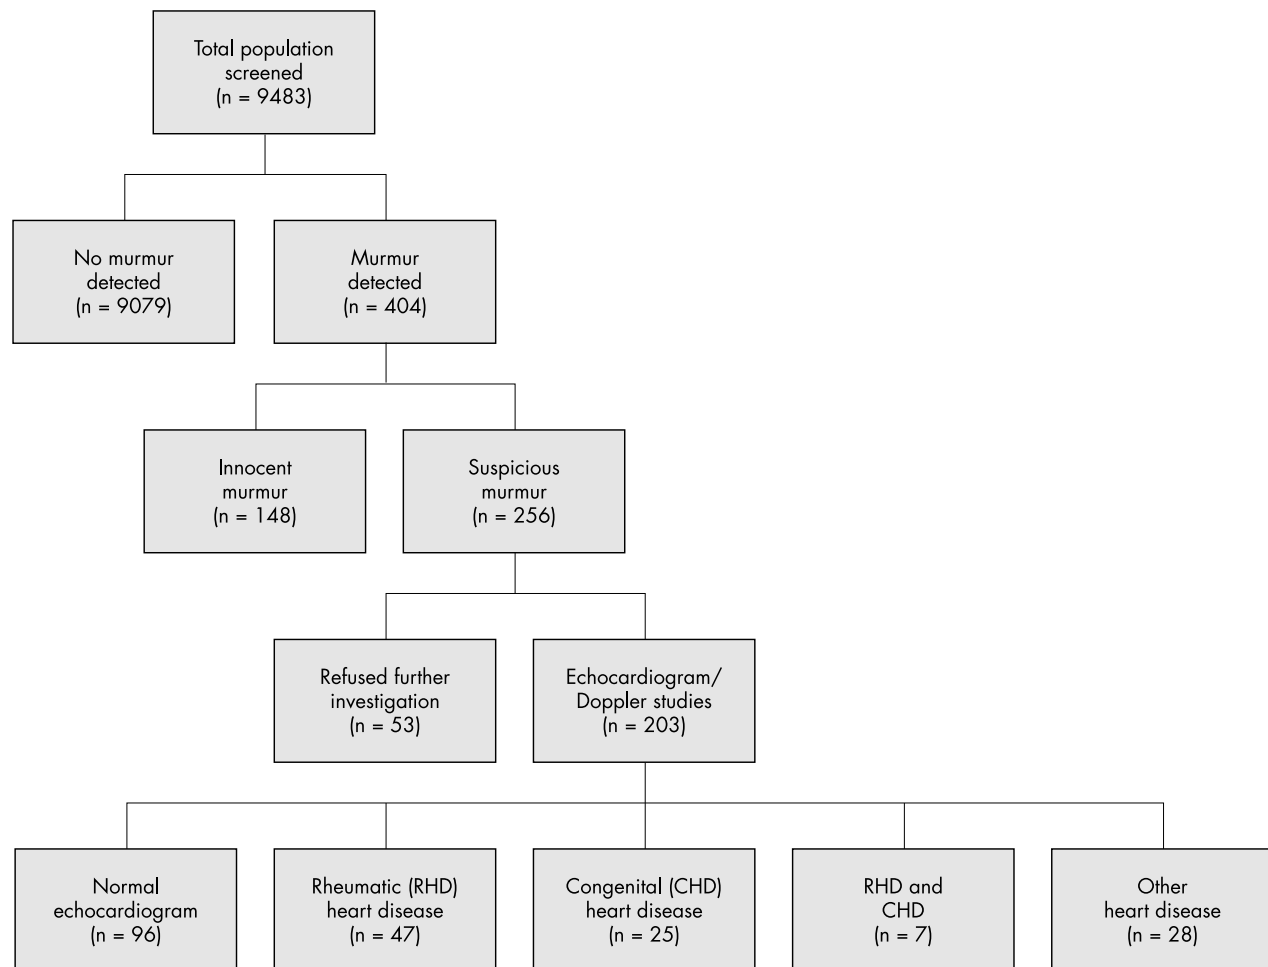 Total population
screened
(n = 9483)
No murmur
detected
(n = 9079)
Murmur
detected
(n = 404)
Innocent
murmur
(n = 148)
Suspicious
murmur
(n = 256)
Refused further
investigation
(n = 53)
Echocardiogram/
Doppler studies
(n = 203)
Normal
echocardiogram
(n = 96)
Rheumatic (RHD)
heart disease
(n = 47)
Congenital (CHD)
heart disease
(n = 25)
RHD and
CHD
(n = 7)
Other
heart disease
(n = 28)